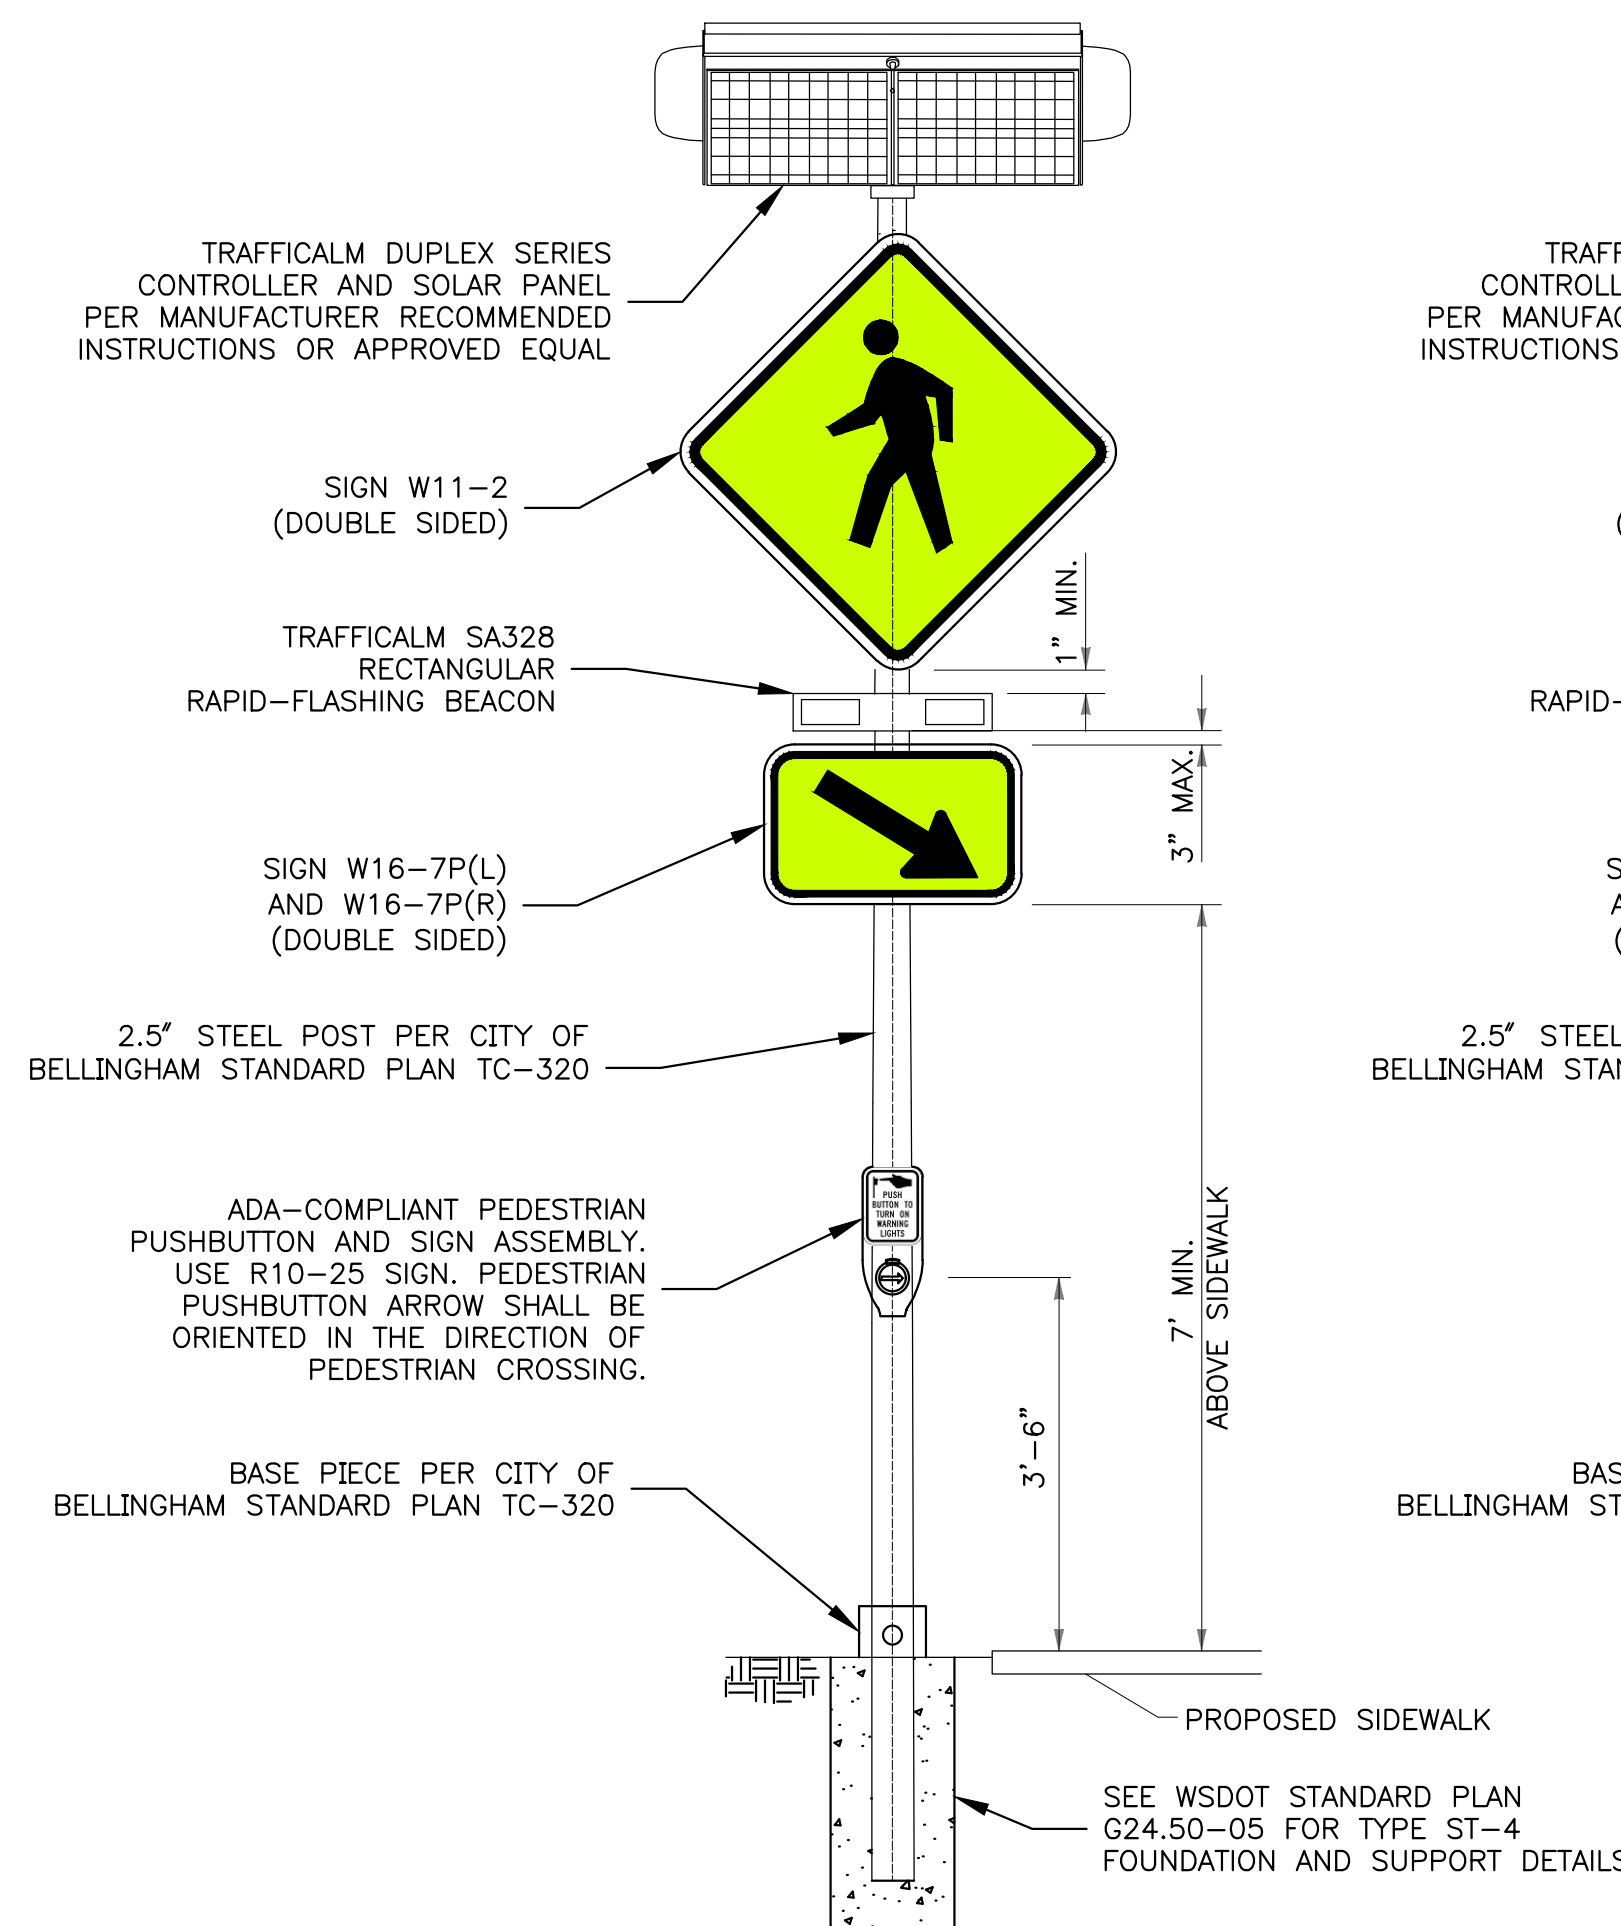 TRAFFICALM DUPLEX SERIES
CONTROLLER AND SOLAR PANEL
PER MANUFACTURER RECOMMENDED
INSTRUCTIONS OR APPROVED EQUAL
SIGN W11-2
(DOUBLE SIDED)
1" MIN.
TRAFFICALM SA328
RECTANGULAR
RAPID-FLASHING BEACON
3" MAX.
SIGN W16-7P(L)
AND W16-7P(R)
(DOUBLE SIDED)
2.5" STEEL POST PER CITY OF
BELLINGHAM STANDARD PLAN TC-320
PUSH
BUTTON TO
TURN ON
WARNING
LIGHTS
ADA-COMPLIANT PEDESTRIAN
PUSHBUTTON AND SIGN ASSEMBLY.
USE R10-25 SIGN. PEDESTRIAN
PUSHBUTTON ARROW SHALL BE
ORIENTED IN THE DIRECTION OF
PEDESTRIAN CROSSING.
7' MIN.
ABOVE SIDEWALK
3'-6"
BASE PIECE PER CITY OF
BELLINGHAM STANDARD PLAN TC-320
PROPOSED SIDEWALK
SEE WSDOT STANDARD PLAN
G24.50-05 FOR TYPE ST-4
FOUNDATION AND SUPPORT DETAILS
TRAFF
CONTROLL
PER MANUFAC
INSTRUCTIONS
(
RAPID-
S
A
(
2.5" STEEL
BELLINGHAM STAN
BAS
BELLINGHAM ST